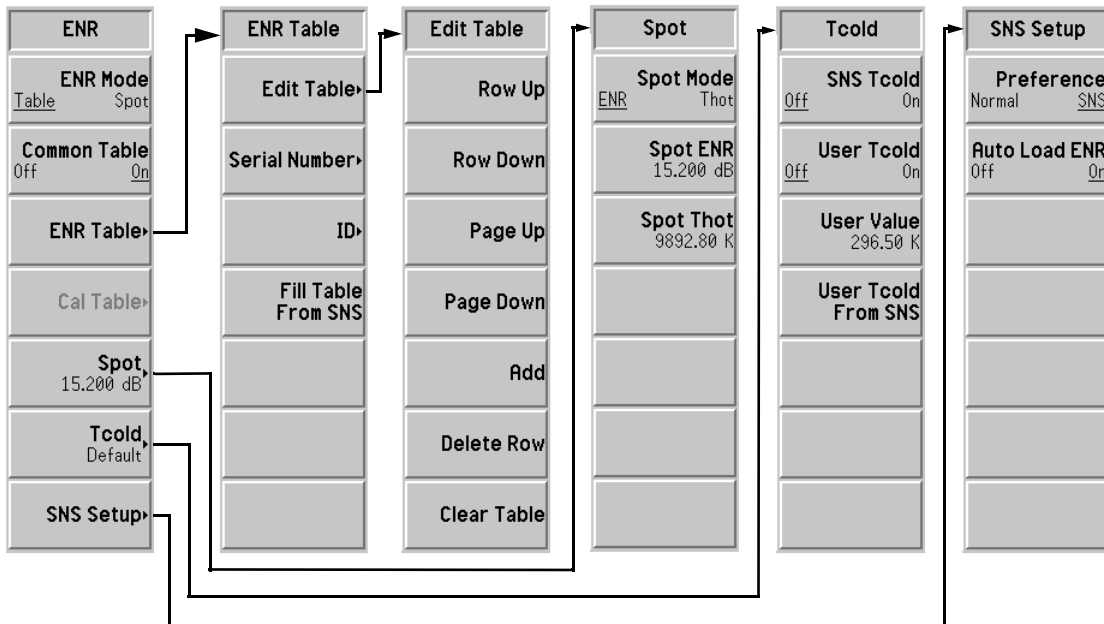 ENR
ENR Mode
Table Spot
Common Table
Off On
ENR Table
Cal Table
Spot
15.200 dB
Tcold
Default
SNS Setup
ENR Table
Edit Table
Serial Number
ID
Fill Table
From SNS
Edit Table
Row Up
Row Down
Page Up
Page Down
Add
Delete Row
Clear Table
Spot
Spot Mode
ENR Thot
Spot ENR
15.200 dB
Spot Thot
9892.80 K
Tcold
SNS Tcold
Off On
User Tcold
Off On
User Value
296.50 K
User Tcold
From SNS
SNS Setup
Preference
Normal SNS
Auto Load ENR
Off On